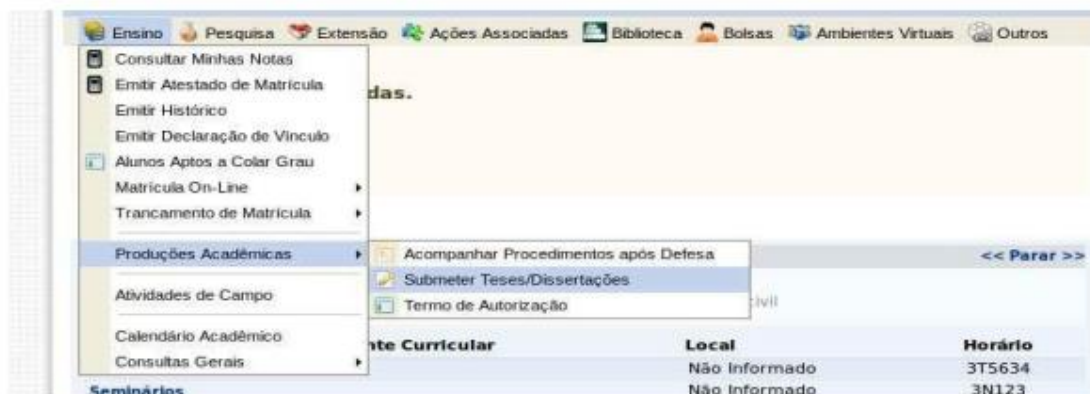 Ensino Pesquisa Extensão Ações Associadas Biblioteca Bolsas Ambientes Virtuais Outros
Consultar Minhas Notas
Emitir Atestado de Matrícula
das.
Emitir Histórico
Emitir Declaração de Vínculo
Alunos Aptos a Colar Grau
Matrícula On-Line
Trancamento de Matrícula
Produções Acadêmicas
Acompanhar Procedimentos após Defesa
<< Parar >>
Submeter Teses/Dissertações
Termo de Autorização
civil
Atividades de Campo
Calendário Acadêmico
nte Curricular Local Horário
Consultas Gerais
Não Informado 3T5634
Seminários Não Informado 3N123